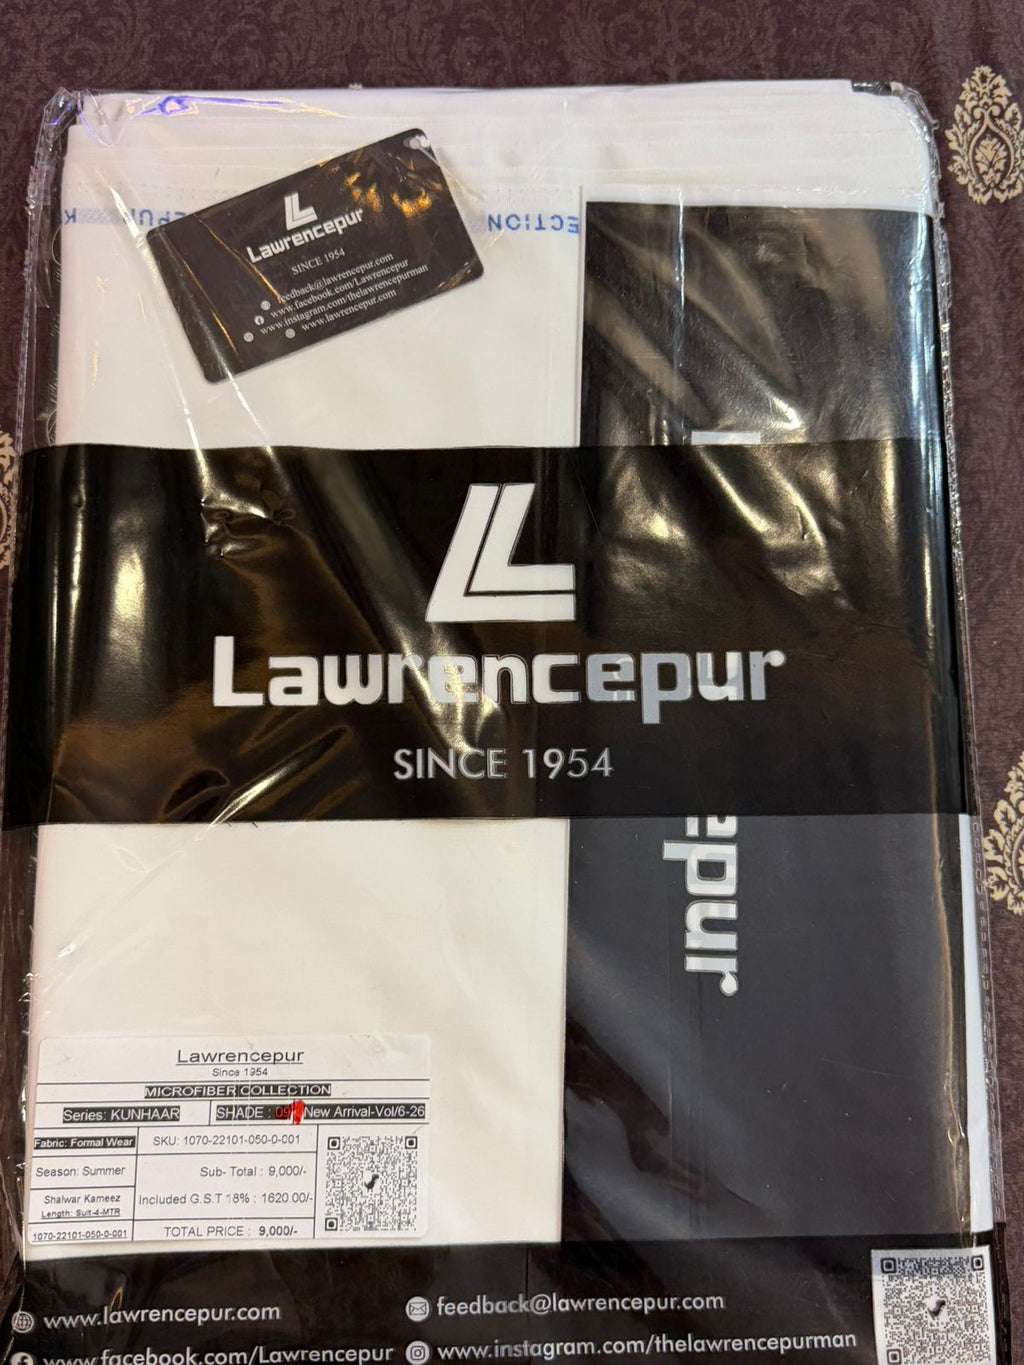 Lawrencepur
SINCE 1954
feedback@lawrencepur.com
www.facebook.com/Lawrencepur
www.instagram.com/thelawrencepurman
www.lawrencepur.com
Lawrencepur
SINCE 1954
Lawrencepur
Since 1954
MICROFIBER COLLECTION
Series: KUNHAAR
SHADE : 09 New Arrival-Vol/6-26
Fabric: Formal Wear
SKU: 1070-22101-050-0-001
Season: Summer
Sub- Total : 9,000/-
Shalwar Kameez
Length: Suit-4-MTR
Included G.S.T 18% : 1620.00/-
1070-22101-050-0-001
TOTAL PRICE : 9,000/-
www.lawrencepur.com
feedback@lawrencepur.com
www.facebook.com/Lawrencepur
www.instagram.com/thelawrencepurman